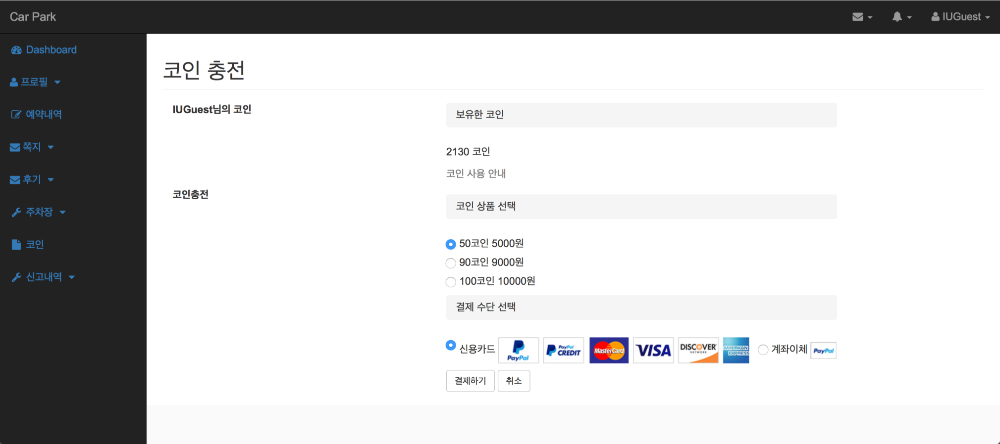 Car Park
IUGuest
Dashboard
프로필
예약내역
쪽지
후기
주차장
코인
신고내역
코인 충전
IUGuest님의 코인
보유한 코인
2130 코인
코인 사용 안내
코인충전
코인 상품 선택
50코인 5000원
90코인 9000원
100코인 10000원
결제 수단 선택
신용카드 PayPal PayPal CREDIT MasterCard VISA DISCOVER NETWORK AMERICAN EXPRESS 계좌이체 PayPal
결제하기 취소